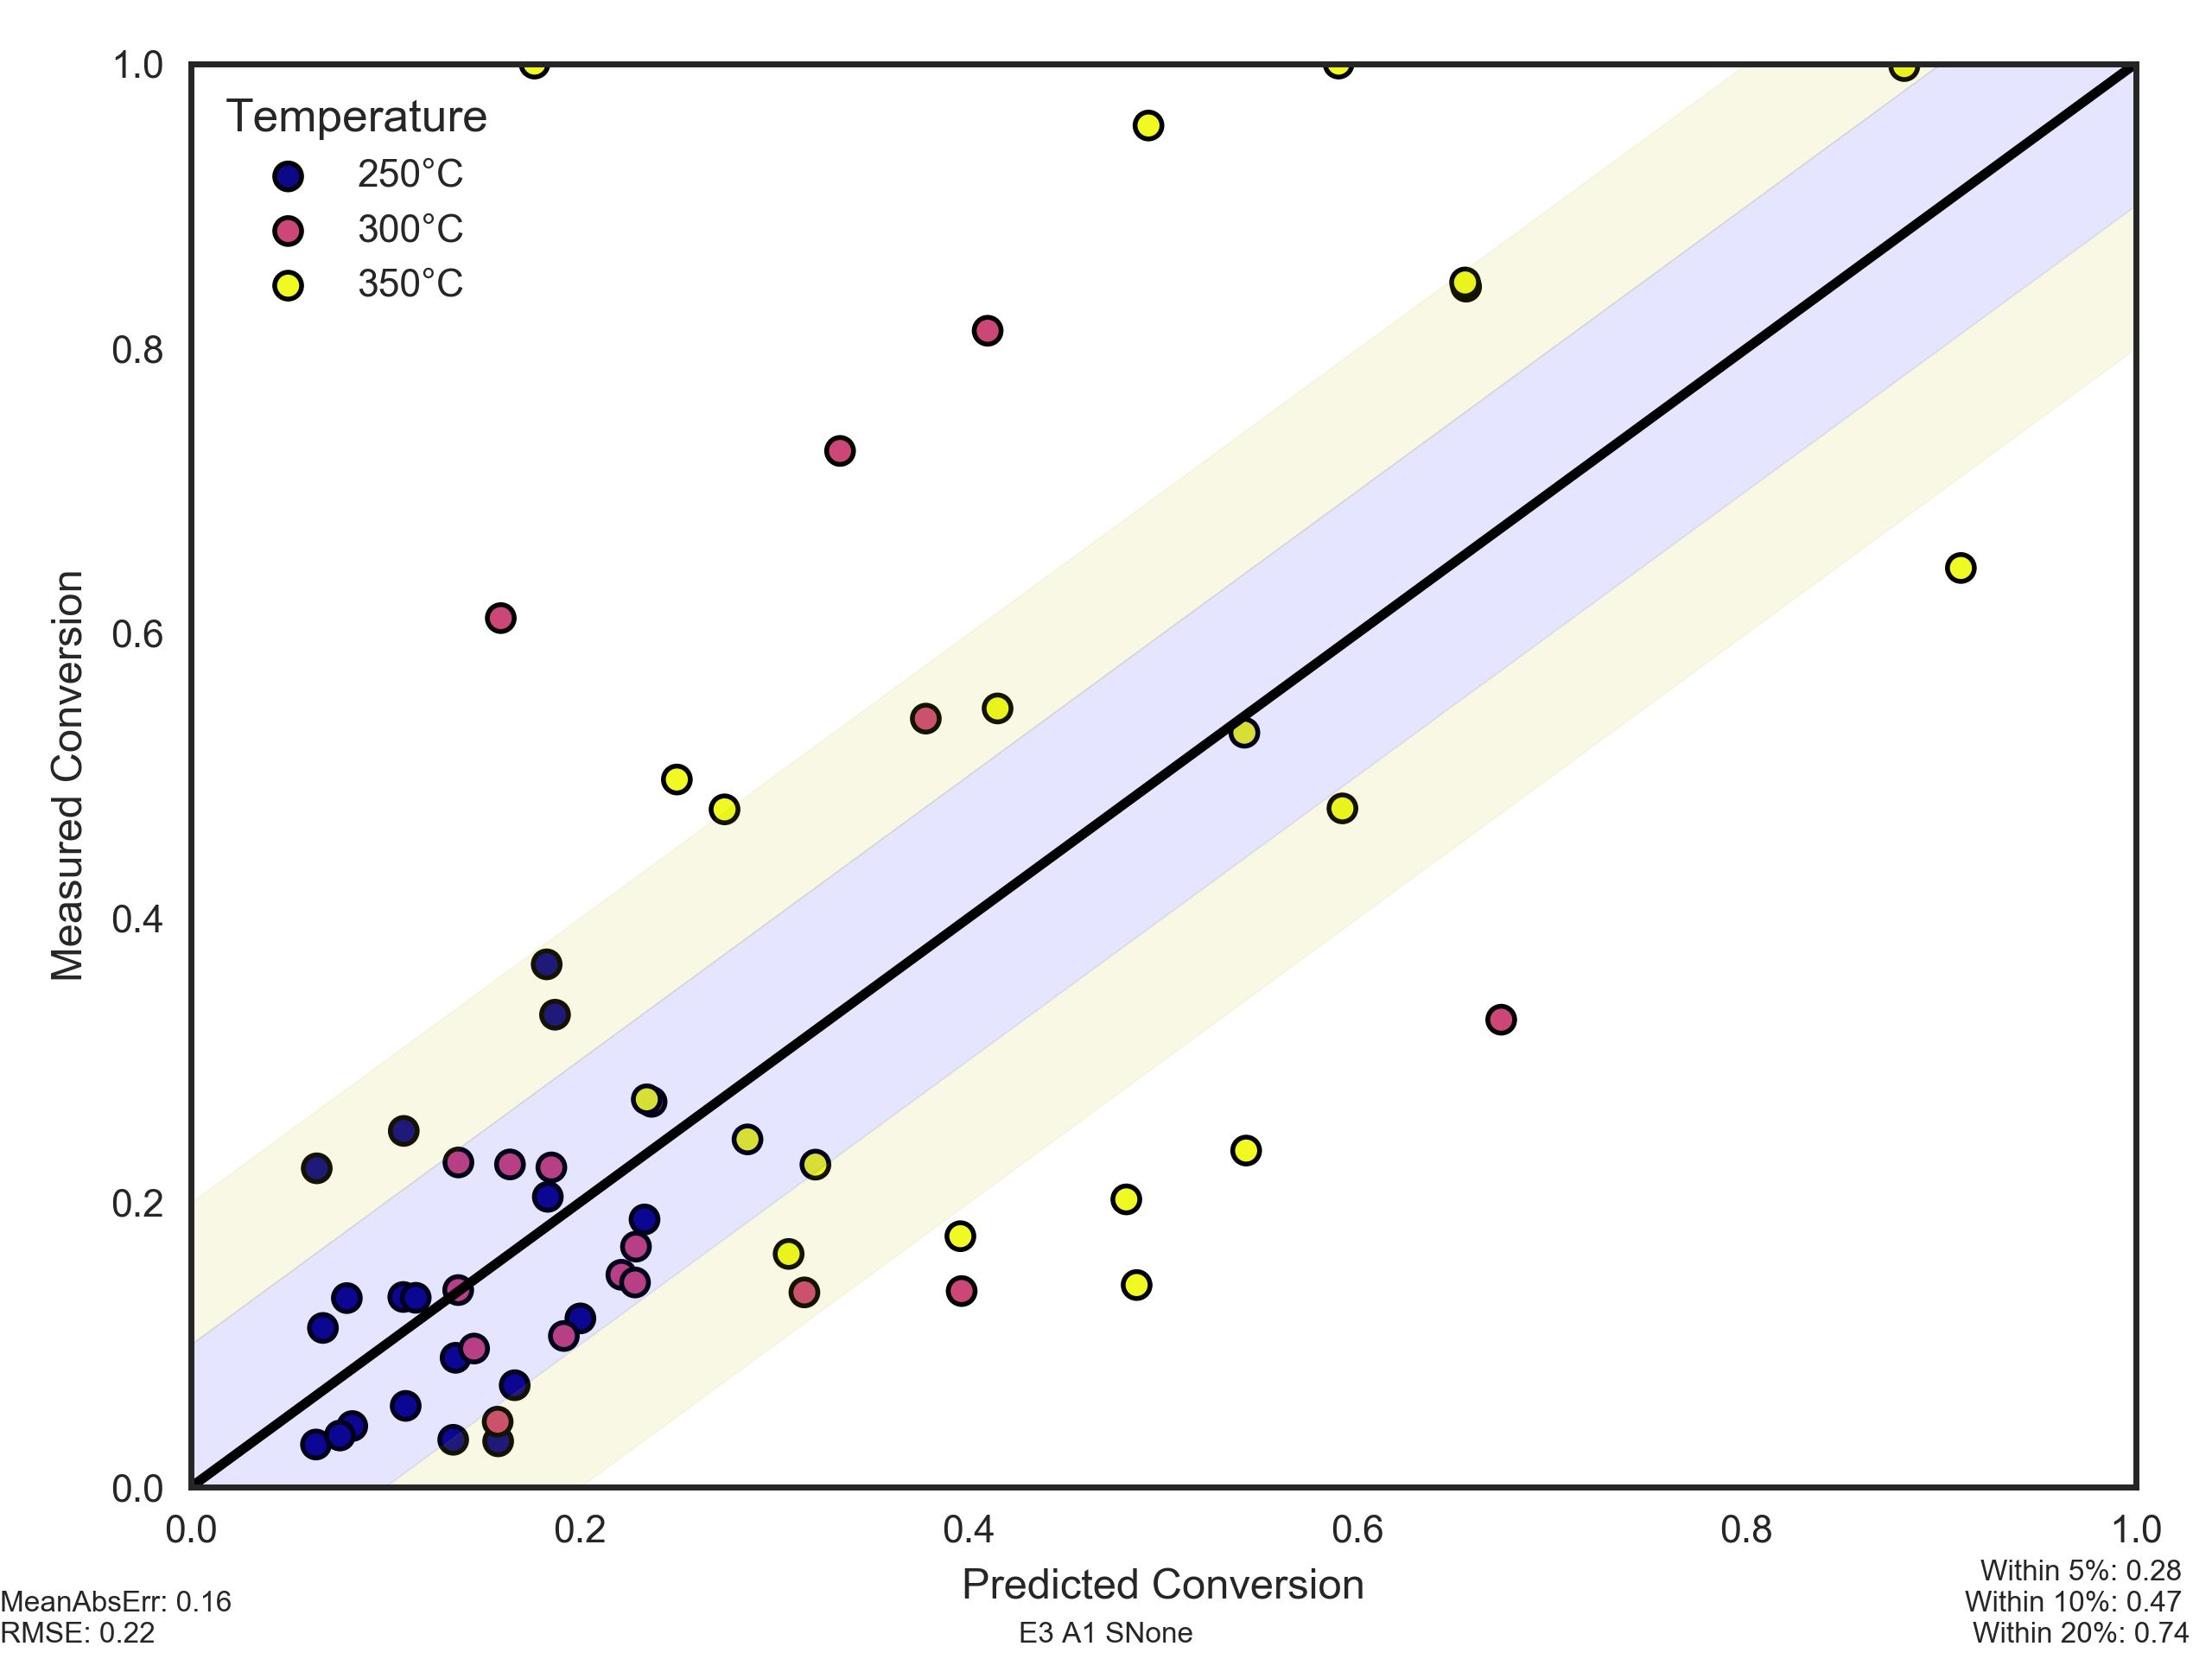 1.0
Temperature
250°C
300°C
350°C
0.8
0.6
0.4
0.2
0.0
Measured Conversion
0.0 0.2 0.4 0.6 0.8 1.0
Predicted Conversion
E3 A1 SNone
MeanAbsErr: 0.16
RMSE: 0.22
Within 5%: 0.28
Within 10%: 0.47
Within 20%: 0.74